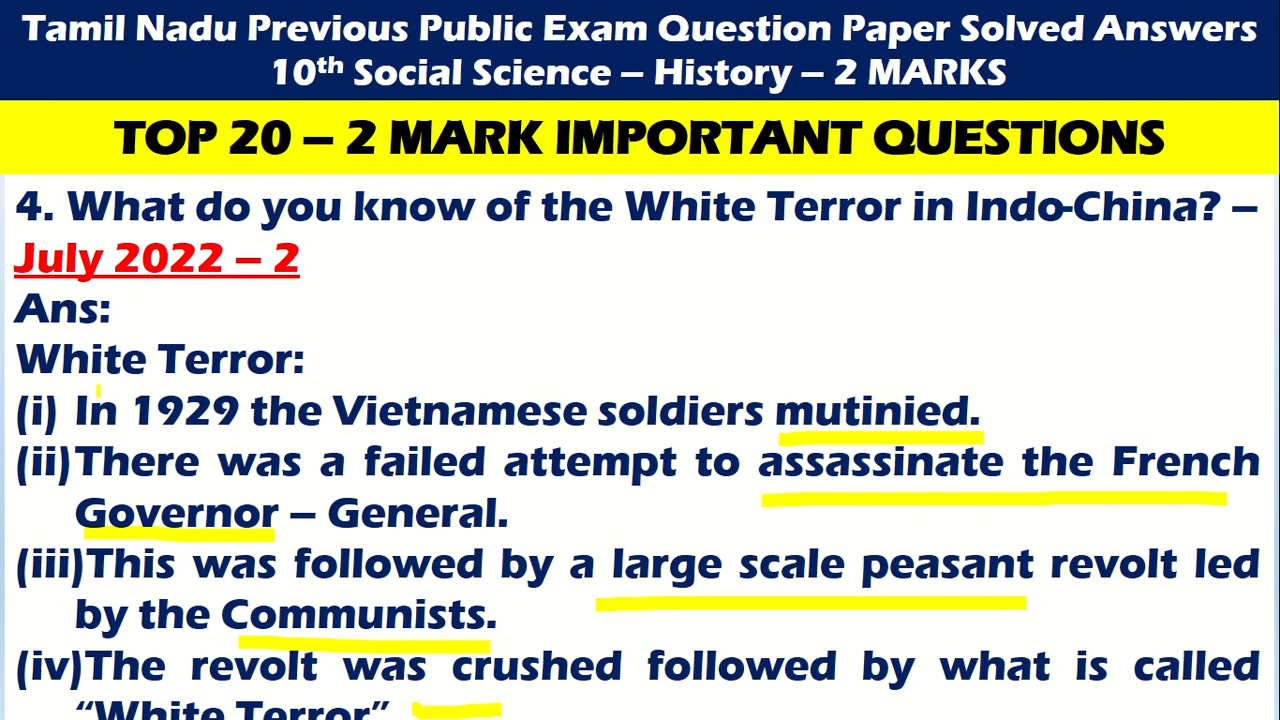 Tamil Nadu Previous Public Exam Question Paper Solved Answers
10th Social Science – History – 2 MARKS
TOP 20 – 2 MARK IMPORTANT QUESTIONS
4. What do you know of the White Terror in Indo-China? –
July 2022 – 2
Ans:
White Terror:
(i) In 1929 the Vietnamese soldiers mutinied.
(ii)There was a failed attempt to assassinate the French
Governor – General.
(iii)This was followed by a large scale peasant revolt led
by the Communists.
(iv)The revolt was crushed followed by what is called
“White Terror”